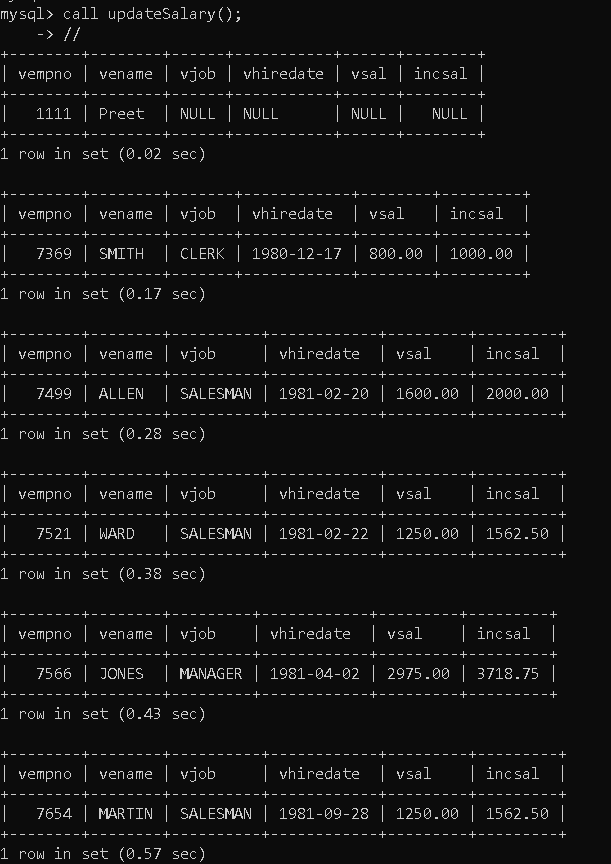 mysql> call updateSalary();
    -> //
+--------+--------+------+-----------+------+--------+
| vempno | vename | vjob | vhiredate | vsal | incsal |
+--------+--------+------+-----------+------+--------+
|   1111 | Preet  | NULL | NULL      | NULL |   NULL |
+--------+--------+------+-----------+------+--------+
1 row in set (0.02 sec)

+--------+--------+-------+------------+--------+---------+
| vempno | vename | vjob  | vhiredate  | vsal   | incsal  |
+--------+--------+-------+------------+--------+---------+
|   7369 | SMITH  | CLERK | 1980-12-17 | 800.00 | 1000.00 |
+--------+--------+-------+------------+--------+---------+
1 row in set (0.17 sec)

+--------+--------+----------+------------+---------+---------+
| vempno | vename | vjob     | vhiredate  | vsal    | incsal  |
+--------+--------+----------+------------+---------+---------+
|   7499 | ALLEN  | SALESMAN | 1981-02-20 | 1600.00 | 2000.00 |
+--------+--------+----------+------------+---------+---------+
1 row in set (0.28 sec)

+--------+--------+----------+------------+---------+---------+
| vempno | vename | vjob     | vhiredate  | vsal    | incsal  |
+--------+--------+----------+------------+---------+---------+
|   7521 | WARD   | SALESMAN | 1981-02-22 | 1250.00 | 1562.50 |
+--------+--------+----------+------------+---------+---------+
1 row in set (0.38 sec)

+--------+--------+---------+------------+---------+---------+
| vempno | vename | vjob    | vhiredate  | vsal    | incsal  |
+--------+--------+---------+------------+---------+---------+
|   7566 | JONES  | MANAGER | 1981-04-02 | 2975.00 | 3718.75 |
+--------+--------+---------+------------+---------+---------+
1 row in set (0.43 sec)

+--------+--------+----------+------------+---------+---------+
| vempno | vename | vjob     | vhiredate  | vsal    | incsal  |
+--------+--------+----------+------------+---------+---------+
|   7654 | MARTIN | SALESMAN | 1981-09-28 | 1250.00 | 1562.50 |
+--------+--------+----------+------------+---------+---------+
1 row in set (0.57 sec)